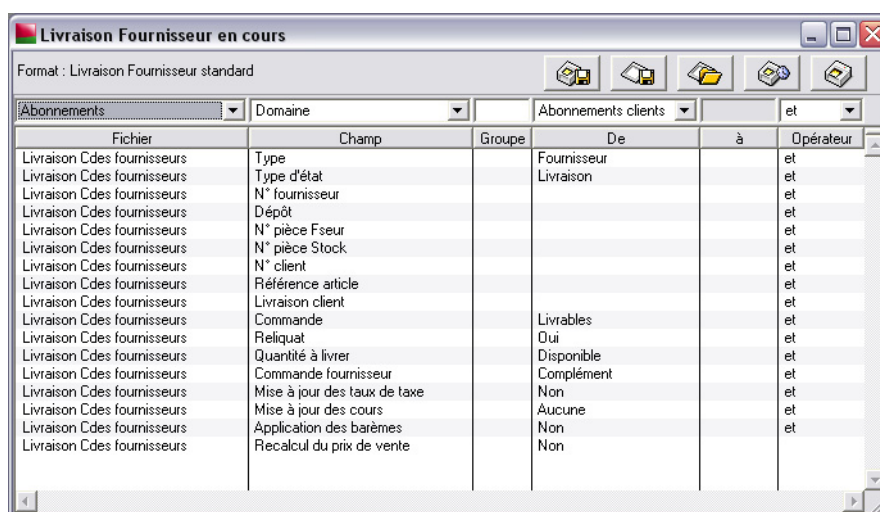 Livraison Fournisseur en cours
Format : Livraison Fournisseur standard
Abonnements Domaine Abonnements clients et
Fichier Champ Groupe De à Opérateur
Livraison Cdes fournisseurs Type Fournisseur et
Livraison Cdes fournisseurs Type d'état Livraison et
Livraison Cdes fournisseurs N° fournisseur et
Livraison Cdes fournisseurs Dépôt et
Livraison Cdes fournisseurs N° pièce Fseur et
Livraison Cdes fournisseurs N° pièce Stock et
Livraison Cdes fournisseurs N° client et
Livraison Cdes fournisseurs Référence article et
Livraison Cdes fournisseurs Livraison client et
Livraison Cdes fournisseurs Commande Livrables et
Livraison Cdes fournisseurs Reliquat Oui et
Livraison Cdes fournisseurs Quantité à livrer Disponible et
Livraison Cdes fournisseurs Commande fournisseur Complément et
Livraison Cdes fournisseurs Mise à jour des taux de taxe Non et
Livraison Cdes fournisseurs Mise à jour des cours Aucune et
Livraison Cdes fournisseurs Application des barèmes Non et
Livraison Cdes fournisseurs Recalcul du prix de vente Non